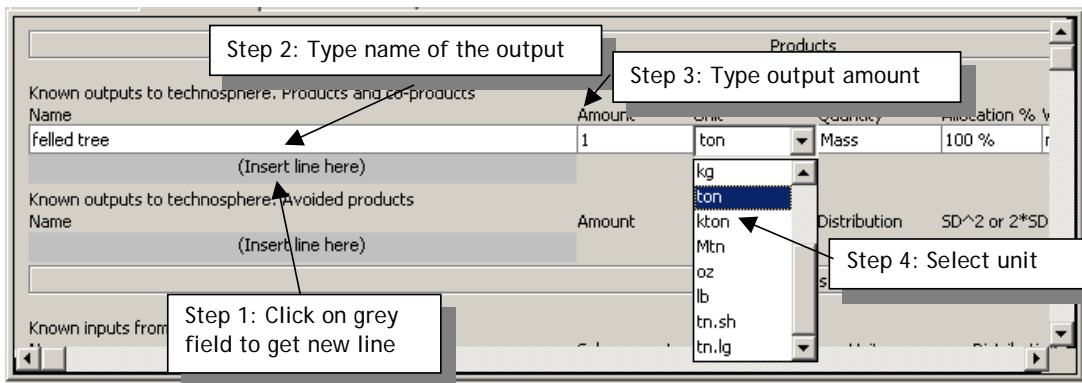 Products
Step 2: Type name of the output
Step 3: Type output amount
Known outputs to technosphere. Products and co-products
Name Amount Unit Quantity Allocation %
felled tree 1 ton Mass 100 %
(Insert line here)
Known outputs to technosphere. Avoided products
Name Amount Distribution SD^2 or 2*SD
(Insert line here)
kg
ton
kton
Mtn
oz
lb
tn.sh
tn.lg
Step 4: Select unit
Step 1: Click on grey
field to get new line
Known inputs from